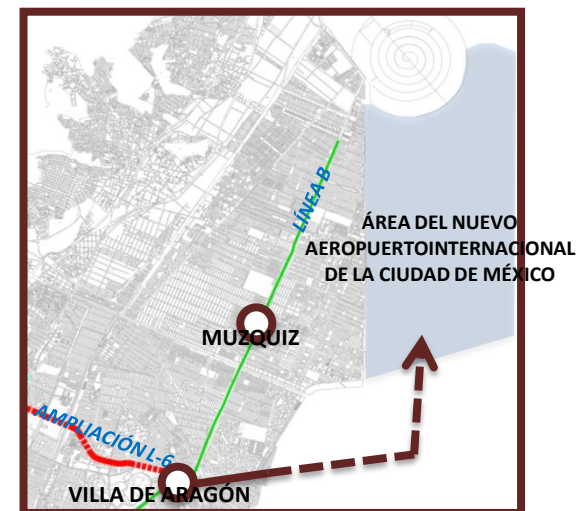 LÍNEA B
ÁREA DEL NUEVO
AEROPUERTOINTERNACIONAL
DE LA CIUDAD DE MÉXICO
MUZQUIZ
AMPLIACIÓN L-6
VILLA DE ARAGÓN